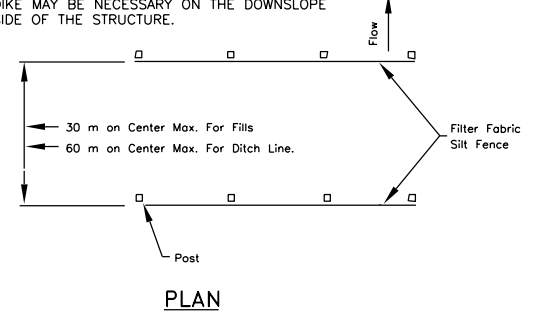 DIKE MAY BE NECESSARY ON THE DOWNSLOPE
SIDE OF THE STRUCTURE.
Flow
30 m on Center Max. For Fills
60 m on Center Max. For Ditch Line.
Filter Fabric
Silt Fence
Post
PLAN